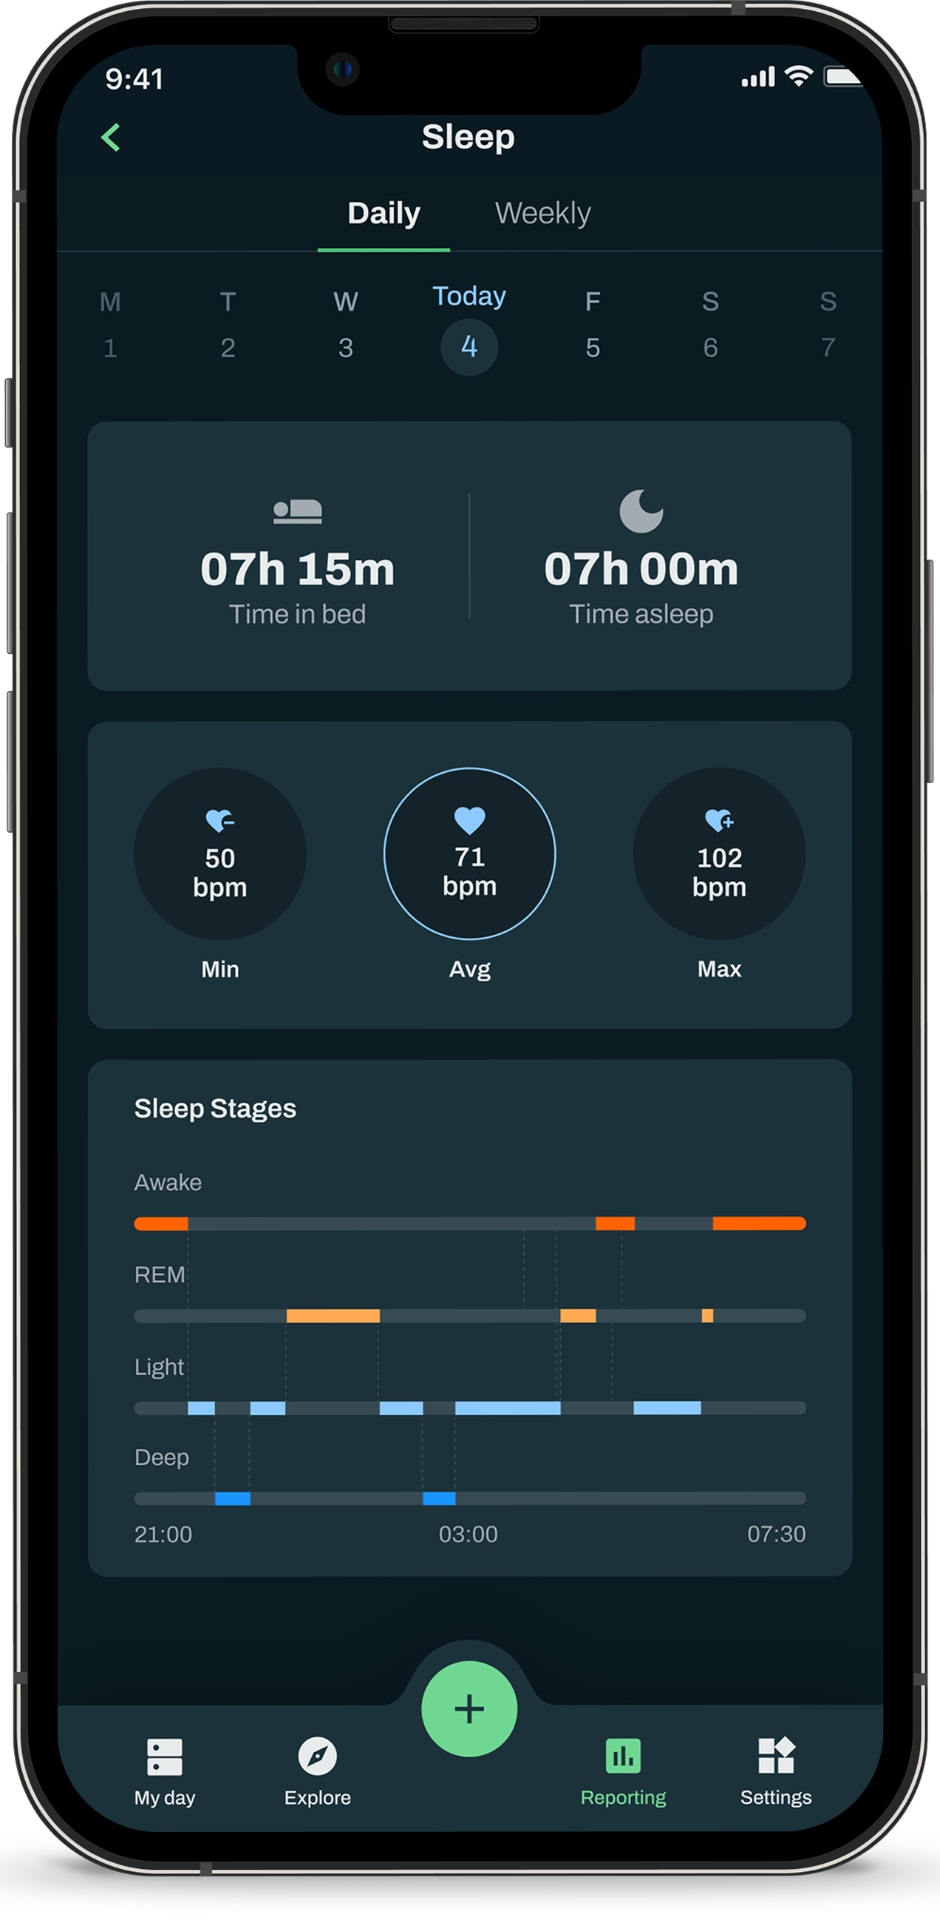 9:41
Sleep
Daily Weekly
M T W Today F S S
1 2 3 4 5 6 7
07h 15m 07h 00m
Time in bed Time asleep
50 71 102
bpm bpm bpm
Min Avg Max
Sleep Stages
Awake
REM
Light
Deep
21:00 03:00 07:30
+
My day Explore Reporting Settings